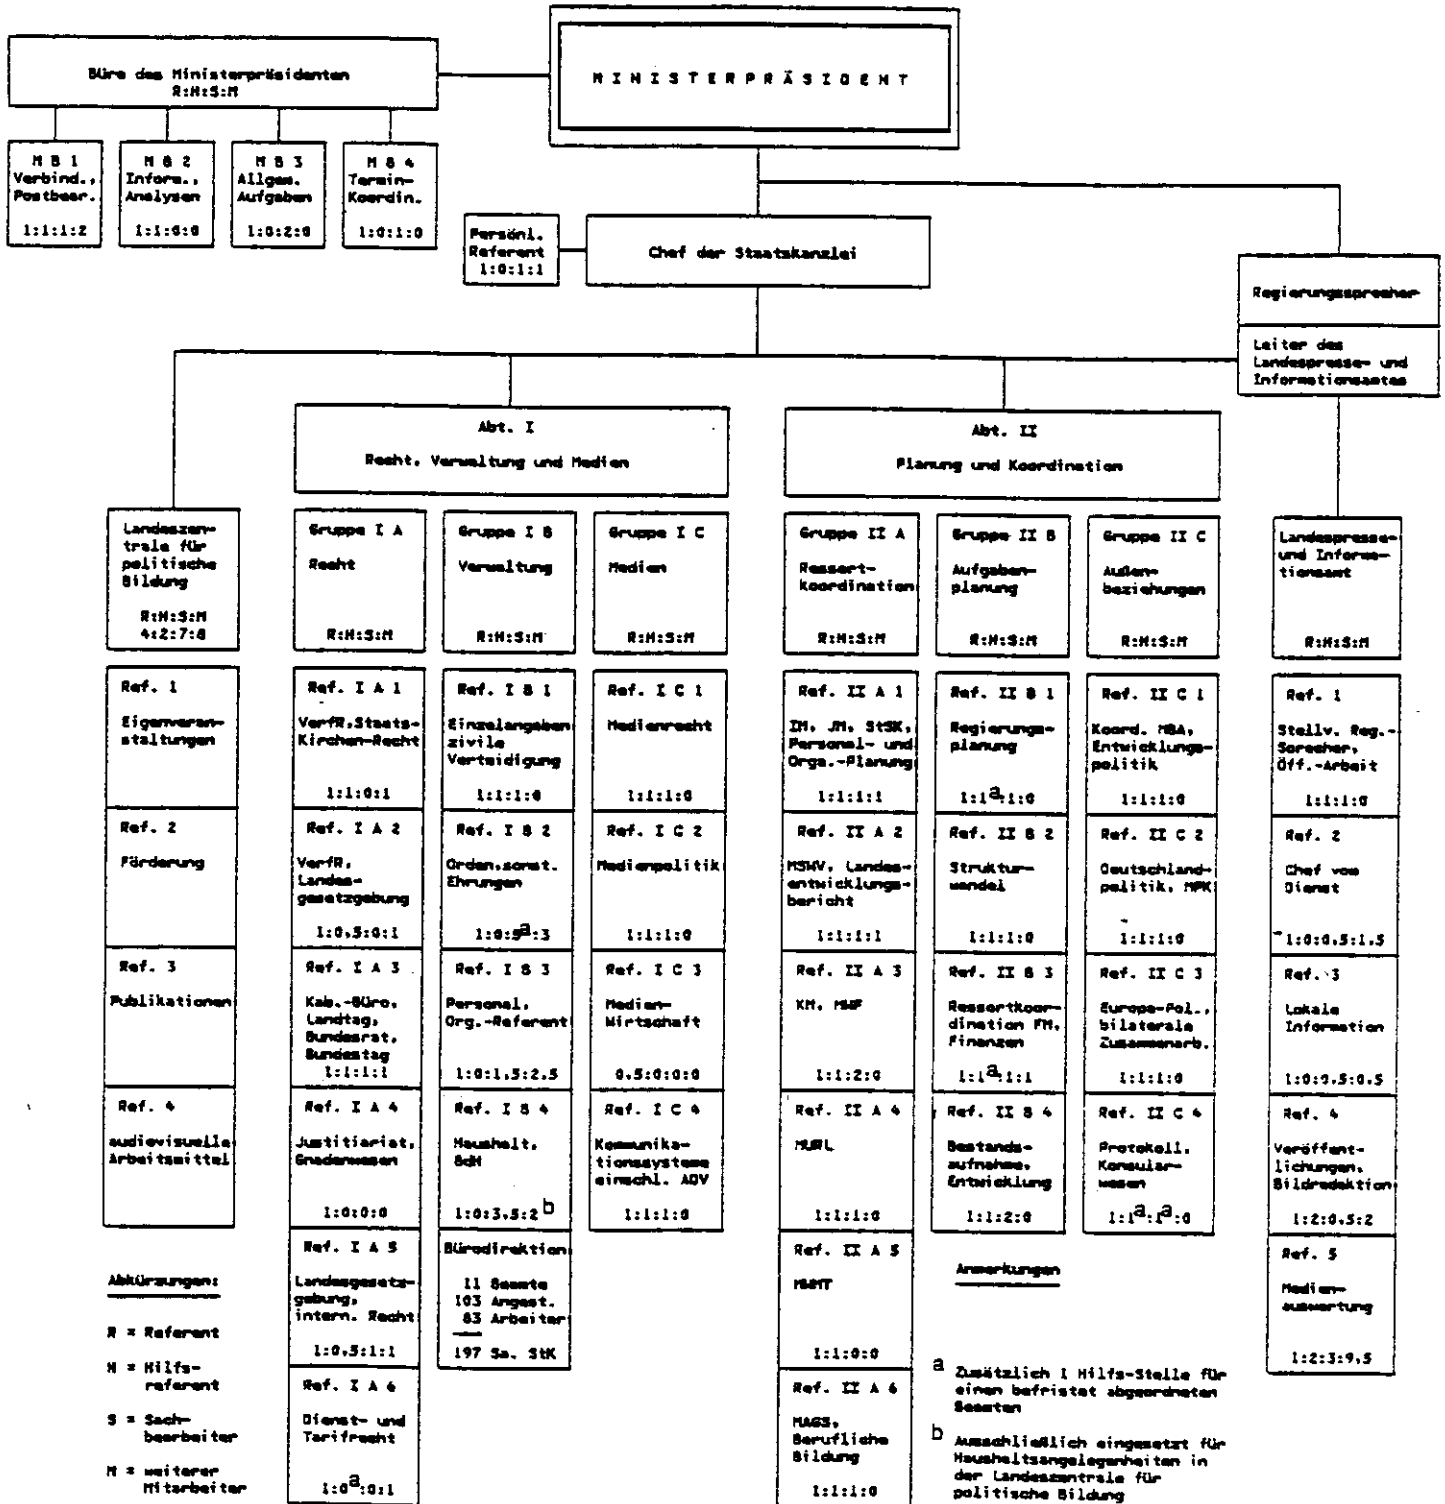 MINISTERPRÄSIDENT
Büro des Ministerpräsidenten
R:H:S:M
M B 1
Verbind.,
Postbear.
1:1:1:2
M B 2
Inform.,
Analysen
1:1:0:0
M B 3
Allgem.
Aufgaben
1:0:2:0
M B 4
Termin-
Koordin.
1:0:1:0
Persönl.
Referent
1:0:1:1
Chef der Staatskanzlei
Regierungssprecher
Leiter des
Landespresse- und
Informationsamtes
Abt. I
Recht, Verwaltung und Medien
Abt. II
Planung und Koordination
Landeszen-
trale für
politische
Bildung
R:H:S:M
4:2:7:8
Ref. 1
Eigenveran-
staltungen
Ref. 2
Förderung
Ref. 3
Publikationen
Ref. 4
audiovisuelle
Arbeitsmittel
Gruppe I A
Recht
R:H:S:M
Ref. I A 1
VerfR,Staats-
Kirchen-Recht
1:1:0:1
Ref. I A 2
VerfR,
Landes-
gesetzgebung
1:0,5:0:1
Ref. I A 3
Kab.-Büro,
Landtag,
Bundesrat,
Bundestag
1:1:1:1
Ref. I A 4
Justitiariat,
Gnadenwesen
1:0:0:0
Ref. I A 5
Landesgesetz-
gebung,
intern. Recht
1:0,5:1:1
Ref. I A 6
Dienst- und
Tarifrecht
1:0a:0:1
Gruppe I B
Verwaltung
R:H:S:M
Ref. I B 1
Einzelangaben
zivile
Verteidigung
1:1:1:0
Ref. I B 2
Orden,sonst.
Ehrungen
1:0:5a:3
Ref. I B 3
Personal,
Org.-Referent
1:0:1,5:2,5
Ref. I B 4
Haushalt,
BdH
1:0:3,5:2 b
Bürodirektion
11 Beamte
103 Angest.
83 Arbeiter
197 Sa. StK
Gruppe I C
Medien
R:H:S:M
Ref. I C 1
Medienrecht
1:1:1:0
Ref. I C 2
Medienpolitik
1:1:1:0
Ref. I C 3
Medien-
Wirtschaft
0,5:0:0:0
Ref. I C 4
Kommunika-
tionssysteme
einschl. ADV
1:1:1:0
Gruppe II A
Ressort-
koordination
R:H:S:M
Ref. II A 1
IM, JM, StSK,
Personal- und
Orga.-Planung
1:1:1:1
Ref. II A 2
MSWV, Landes-
entwicklungs-
bericht
1:1:1:1
Ref. II A 3
KM, MWF
1:1:2:0
Ref. II A 4
MURL
1:1:1:0
Ref. II A 5
MWMT
1:1:0:0
Ref. II A 6
MAGS,
Berufliche
Bildung
1:1:1:0
Gruppe II B
Aufgaben-
planung
R:H:S:M
Ref. II B 1
Regierungs-
planung
1:1a:1:0
Ref. II B 2
Struktur-
wandel
1:1:1:0
Ref. II B 3
Ressortkoor-
dination FM,
Finanzen
1:1a:1:1
Ref. II B 4
Bestands-
aufnahme,
Entwicklung
1:1:2:0
Gruppe II C
Außen-
beziehungen
R:H:S:M
Ref. II C 1
Koord. MBA,
Entwicklungs-
politik
1:1:1:0
Ref. II C 2
Deutschland-
politik, MPK
1:1:1:0
Ref. II C 3
Europa-Pol.,
bilaterale
Zusammenarb.
1:1:1:0
Ref. II C 4
Protokoll,
Konsular-
wesen
1:1a:1a:0
Landespresse-
und Informa-
tionsamt
R:H:S:M
Ref. 1
Stellv. Reg.-
Sprecher,
Öff.-Arbeit
1:1:1:0
Ref. 2
Chef vom
Dienst
1:0:0,5:1,5
Ref. 3
Lokale
Information
1:0:0,5:0,5
Ref. 4
Veröffent-
lichungen,
Bildredaktion
1:2:0,5:2
Ref. 5
Medien-
auswertung
1:2:3:9,5
Abkürzungen:
R = Referent
H = Hilfs-
referent
S = Sach-
bearbeiter
M = weiterer
Mitarbeiter
Anmerkungen
a Zusätzlich 1 Hilfs-Stelle für
einen befristet abgeordneten
Beamten
b Ausschließlich eingesetzt für
Haushaltsangelegenheiten in
der Landeszentrale für
politische Bildung